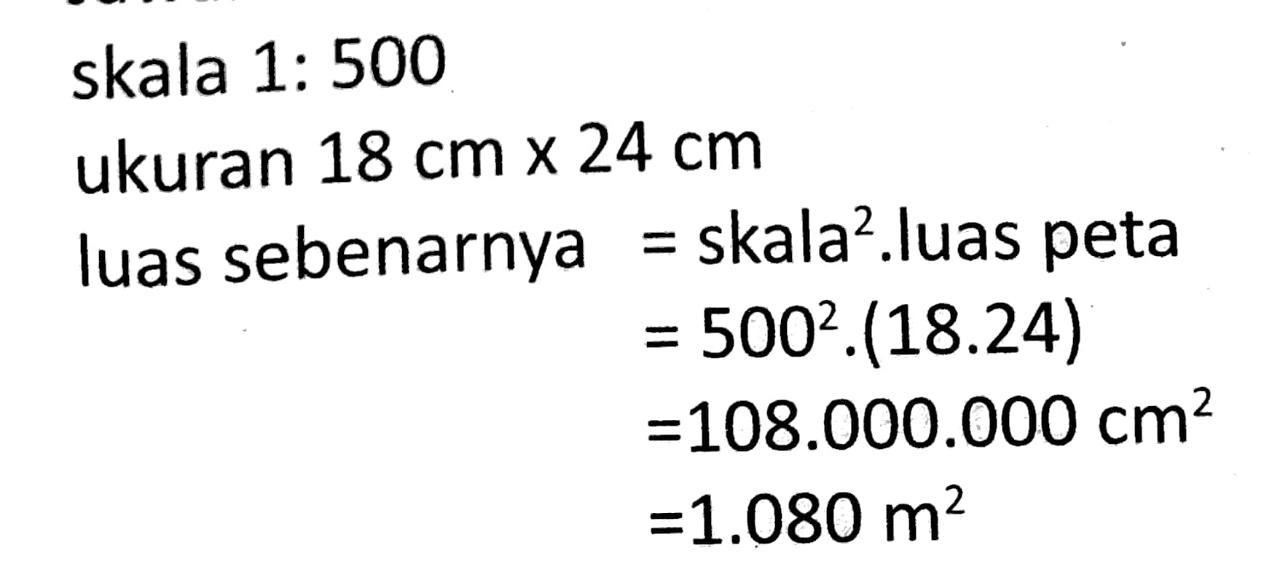 skala 1: 500
ukuran 18 cm x 24 cm
luas sebenarnya = skala².luas peta
= 500².(18.24)
=108.000.000 cm²
=1.080 m²